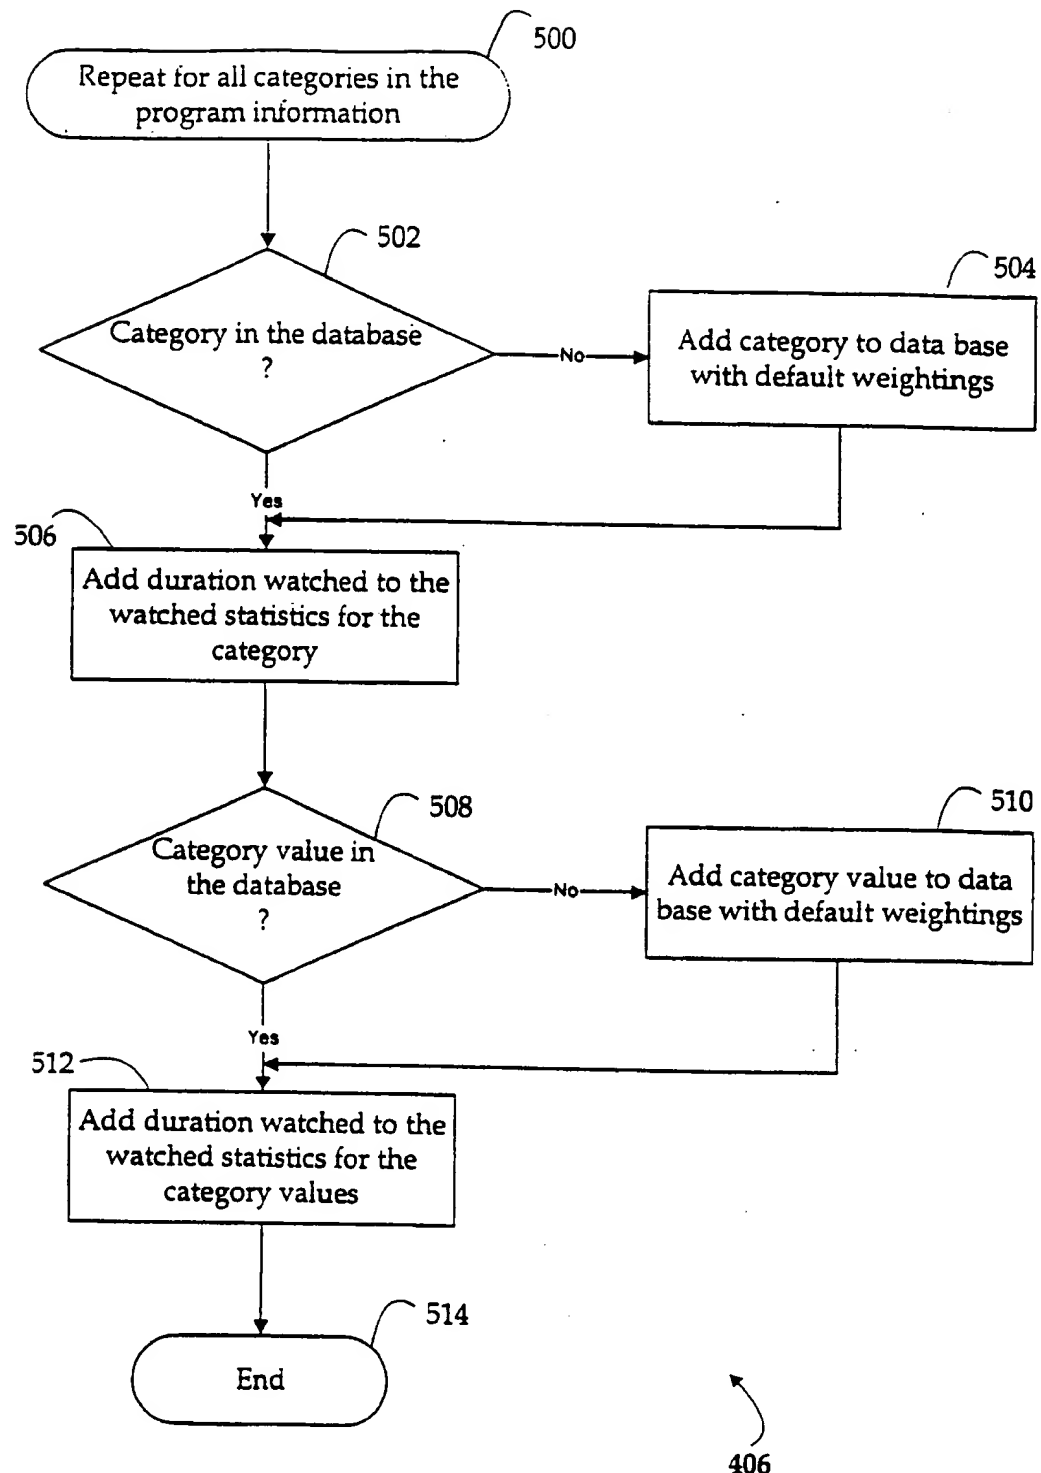 500
Repeat for all categories in the
program information
502
Category in the database
?
No
504
Add category to data base
with default weightings
Yes
506
Add duration watched to the
watched statistics for the
category
508
Category value in
the database
?
No
510
Add category value to data
base with default weightings
Yes
512
Add duration watched to the
watched statistics for the
category values
514
End
406